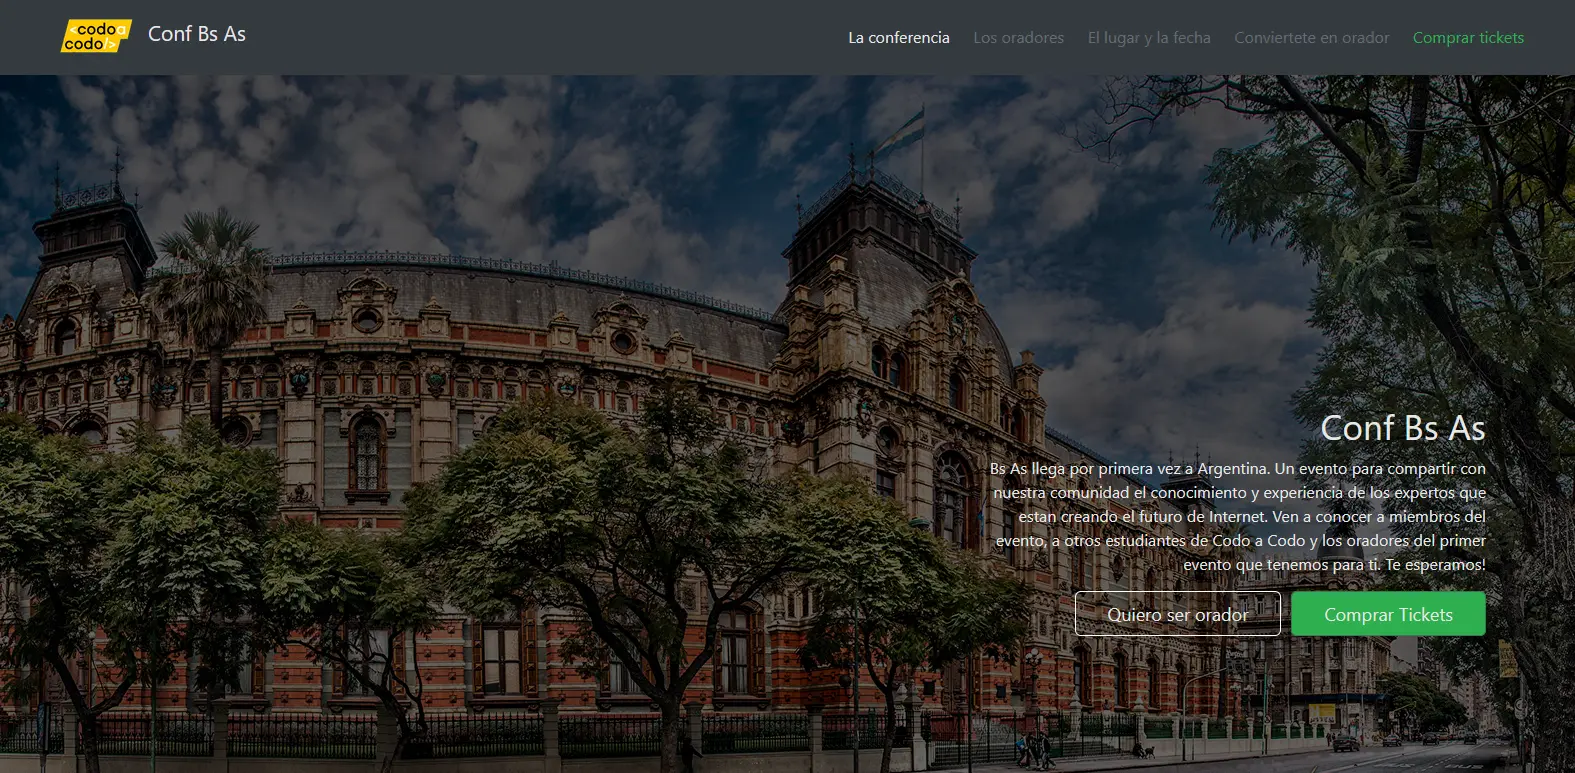 <codoa
codo/>
Conf Bs As
La conferencia
Los oradores
El lugar y la fecha
Conviertete en orador
Comprar tickets
Conf Bs As
Bs As llega por primera vez a Argentina. Un evento para compartir con
nuestra comunidad el conocimiento y experiencia de los expertos que
estan creando el futuro de Internet. Ven a conocer a miembros del
evento, a otros estudiantes de Codo a Codo y los oradores del primer
evento que tenemos para ti. Te esperamos!
Quiero ser orador
Comprar Tickets